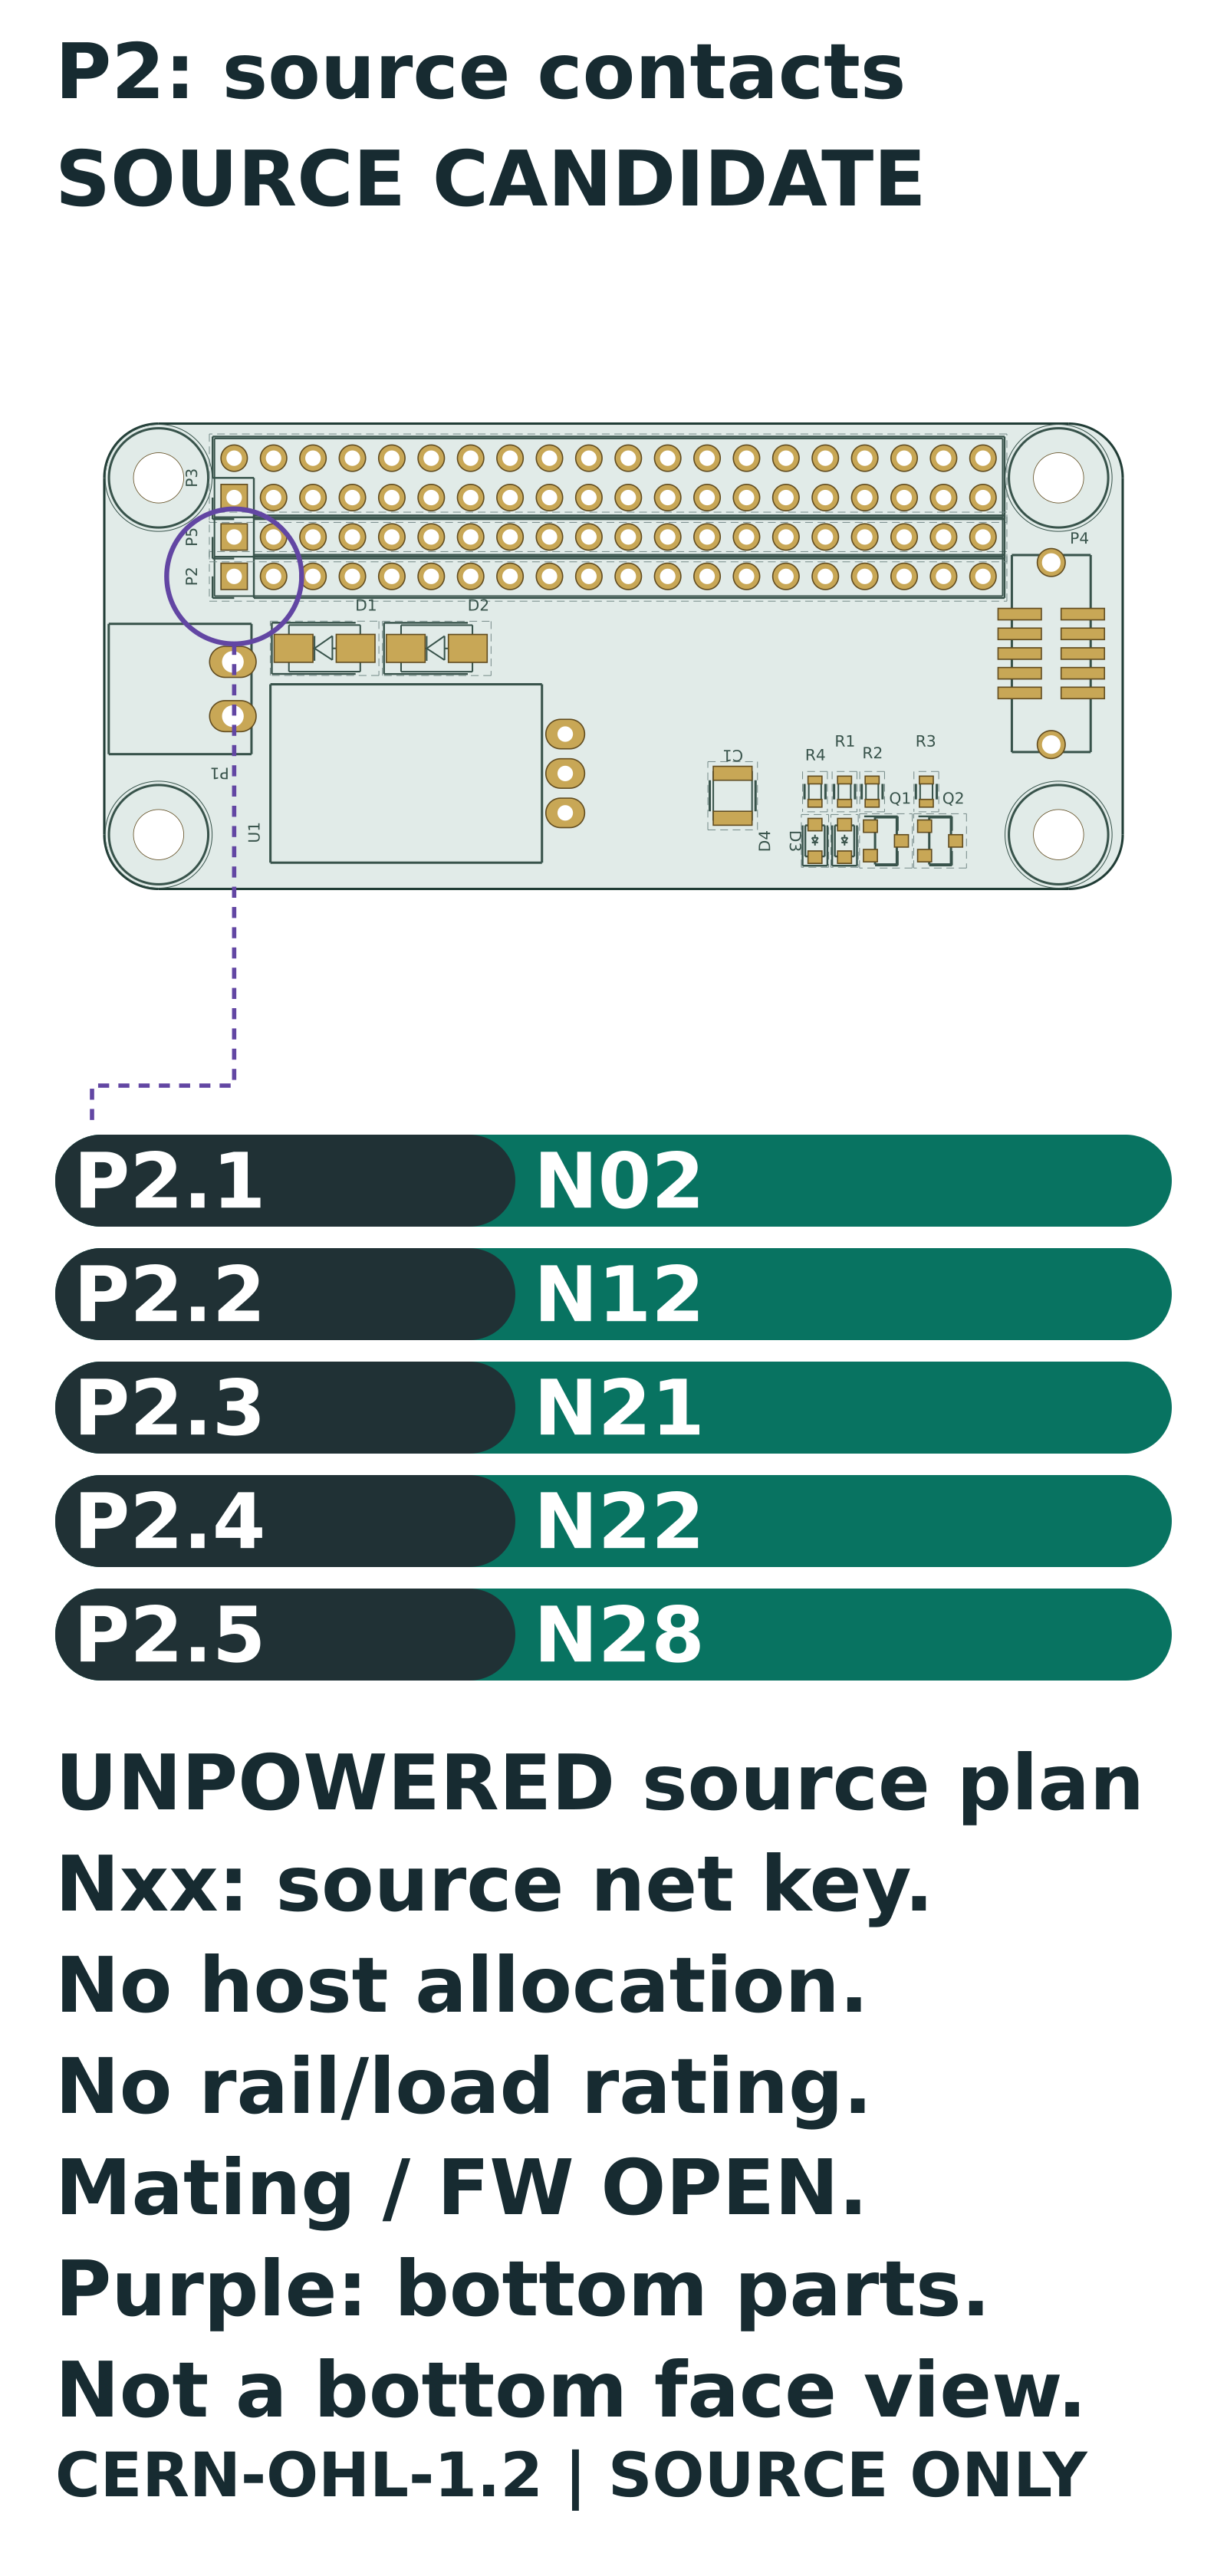 P2: source contacts
SOURCE CANDIDATE
P3
P5
P2
P4
D1 D2
P1
U1
C1
D4
D3
R4
R1
R2
R3
Q1
Q2
P2.1 N02
P2.2 N12
P2.3 N21
P2.4 N22
P2.5 N28
UNPOWERED source plan
Nxx: source net key.
No host allocation.
No rail/load rating.
Mating / FW OPEN.
Purple: bottom parts.
Not a bottom face view.
CERN-OHL-1.2 | SOURCE ONLY